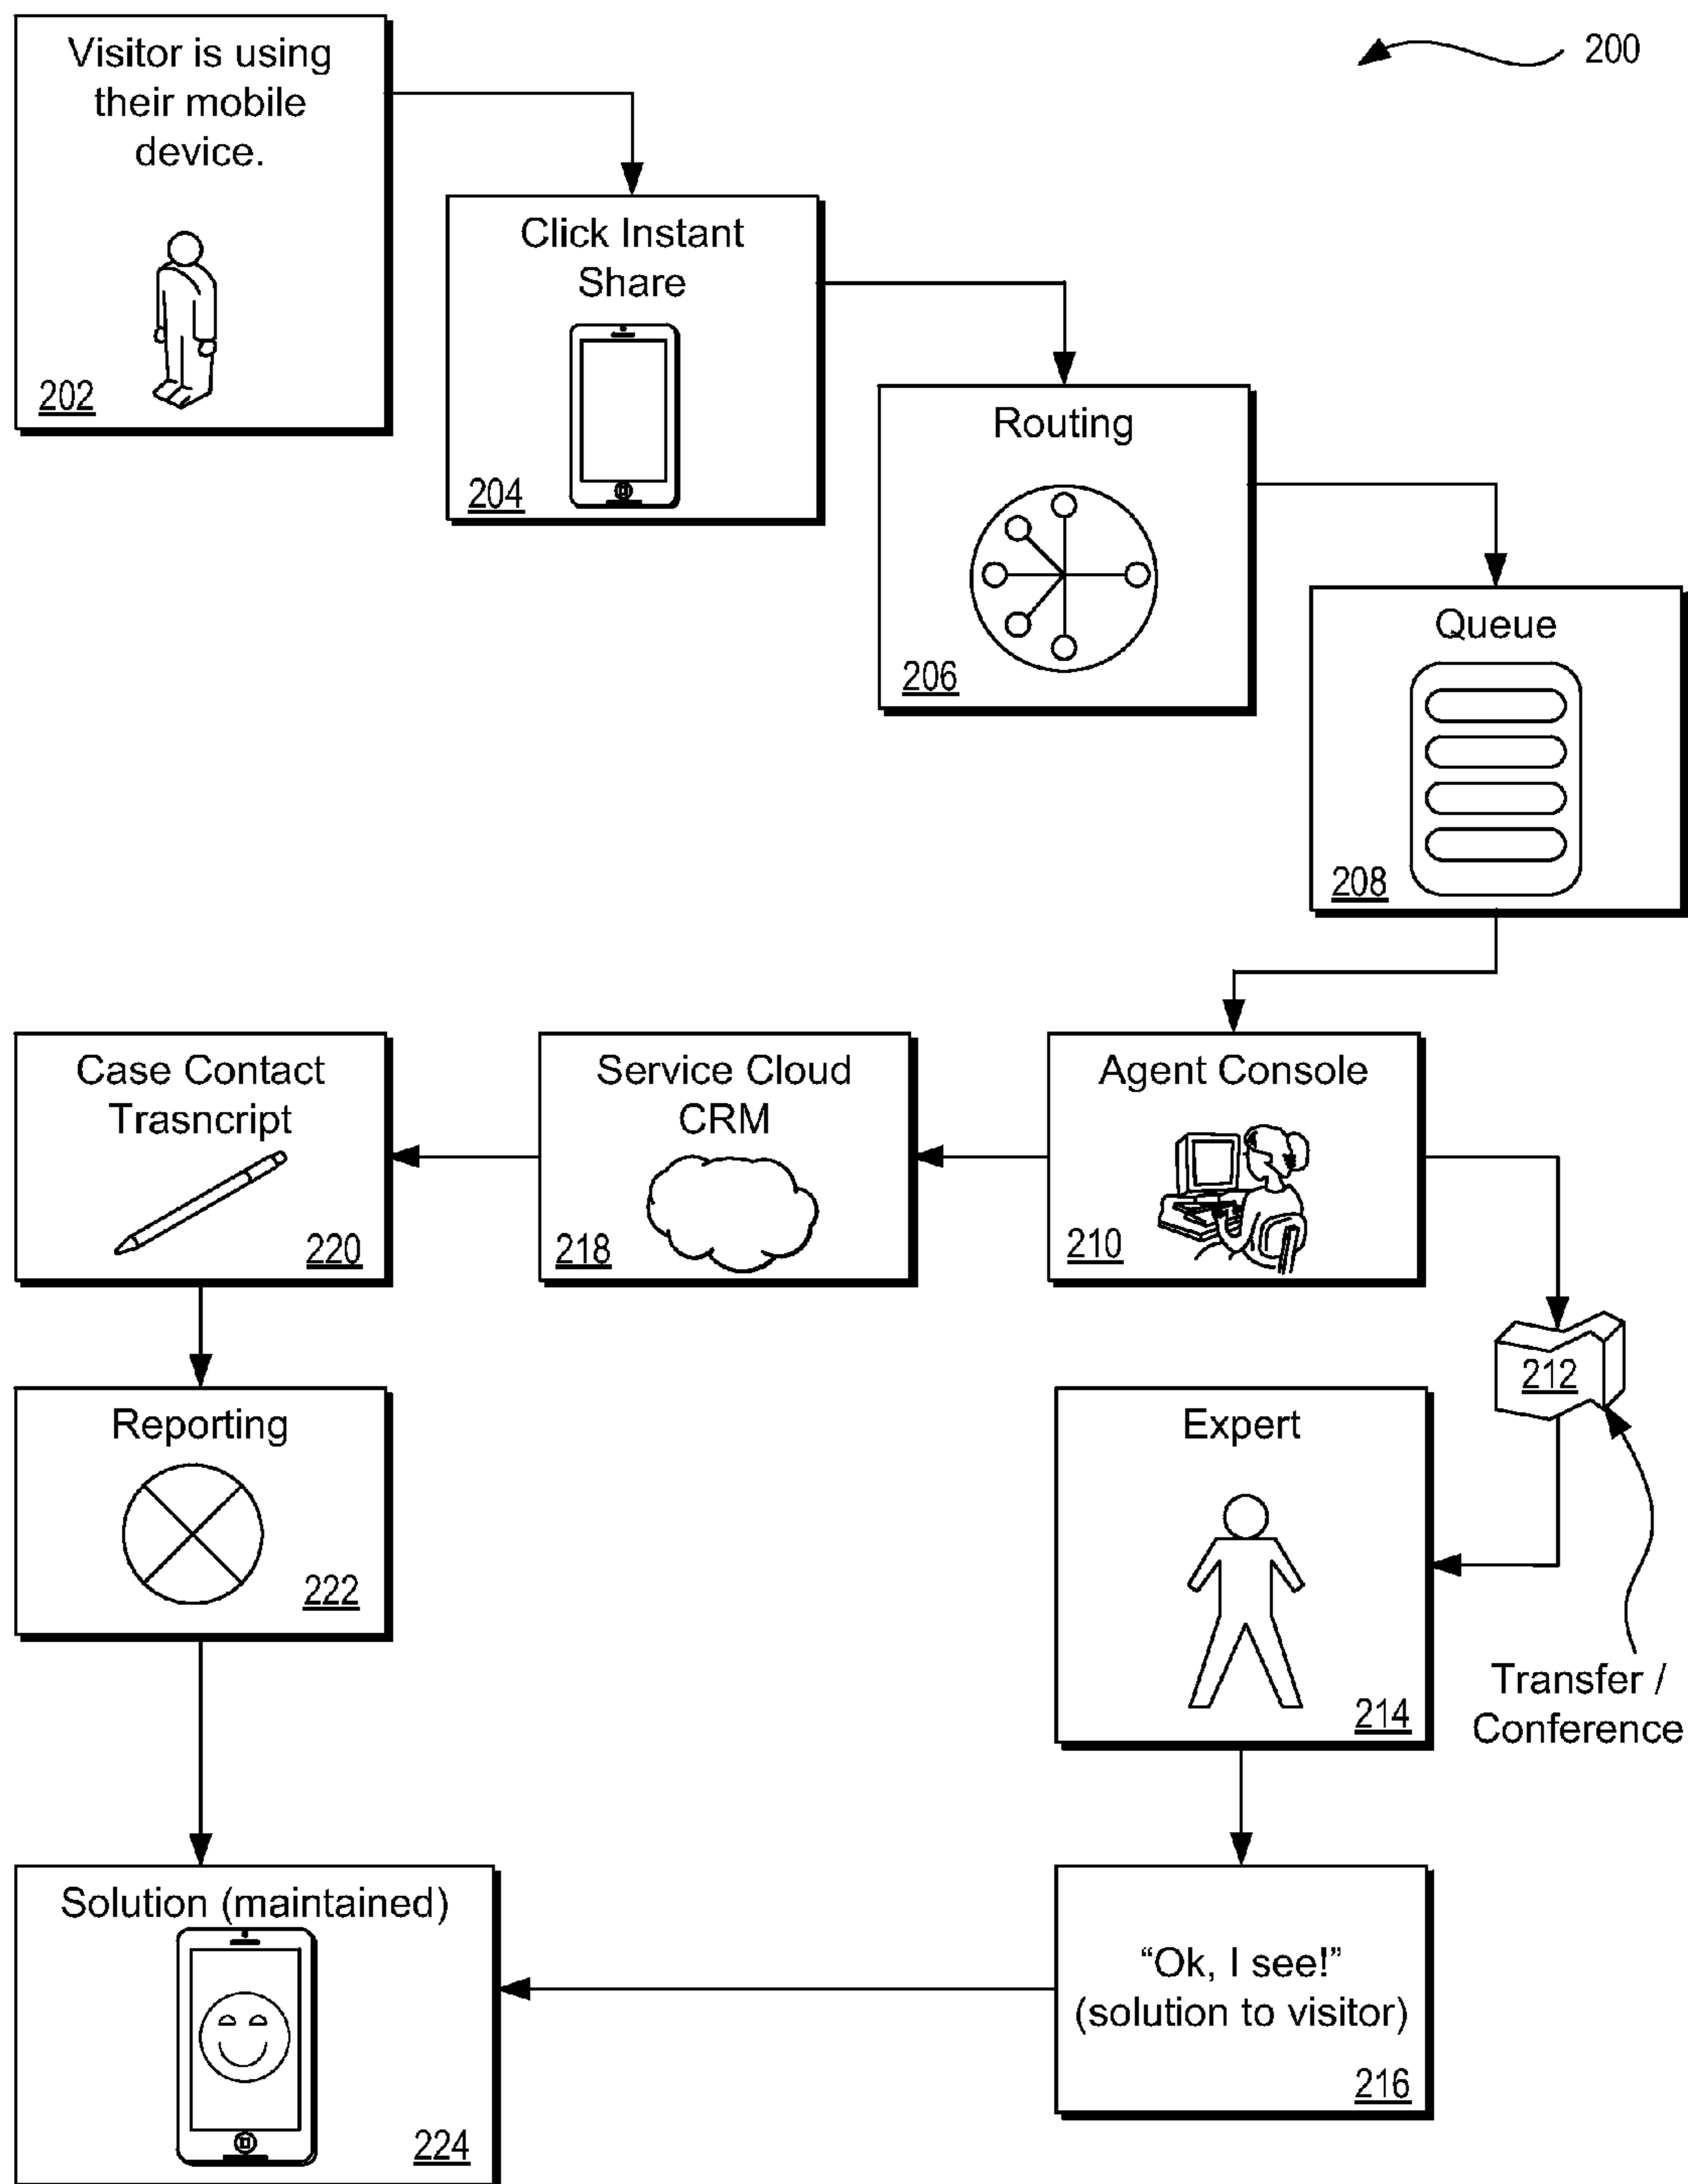 Visitor is using
their mobile
device.
202
200
Click Instant
Share
204
Routing
206
Queue
208
Case Contact
Trasncript
220
Service Cloud
CRM
218
Agent Console
210
212
Reporting
222
Expert
214
Transfer /
Conference
Solution (maintained)
224
“Ok, I see!”
(solution to visitor)
216